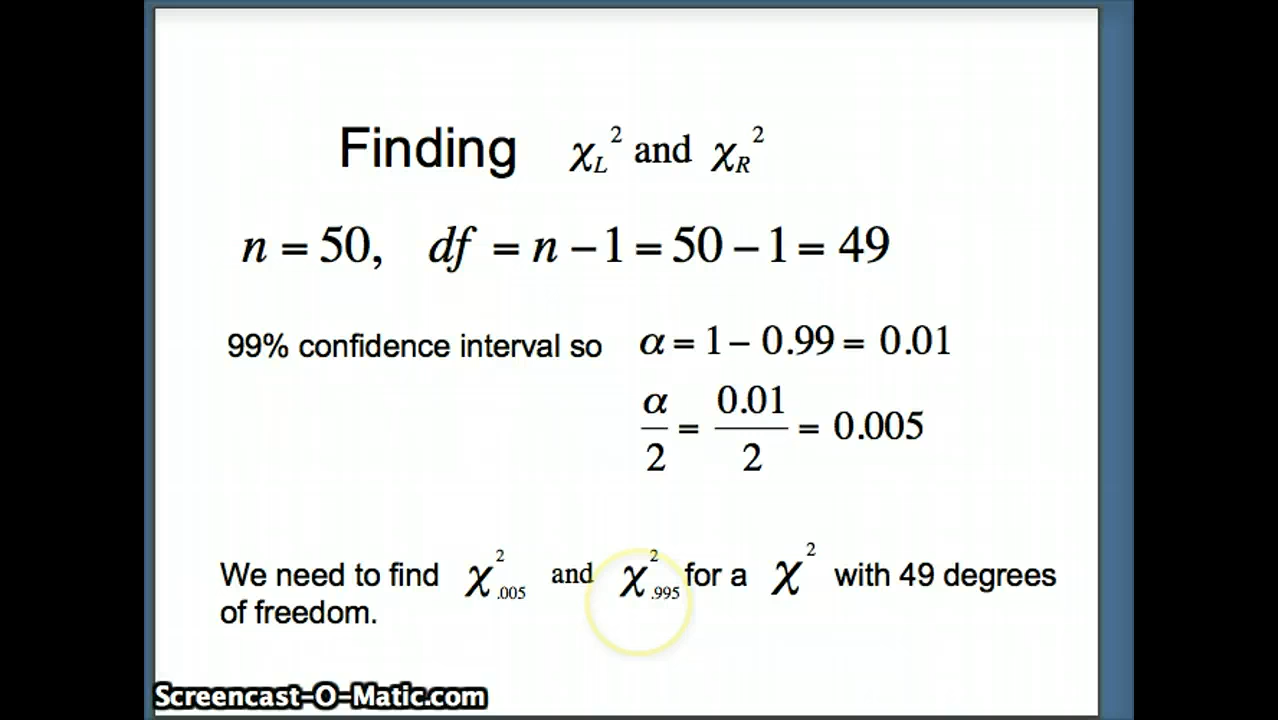 Finding χ_L² and χ_R²
n = 50, df = n − 1 = 50 − 1 = 49
99% confidence interval so α = 1 − 0.99 = 0.01
α/2 = 0.01/2 = 0.005
We need to find χ²_.005 and χ²_.995 for a χ² with 49 degrees
of freedom.
Screencast-O-Matic.com